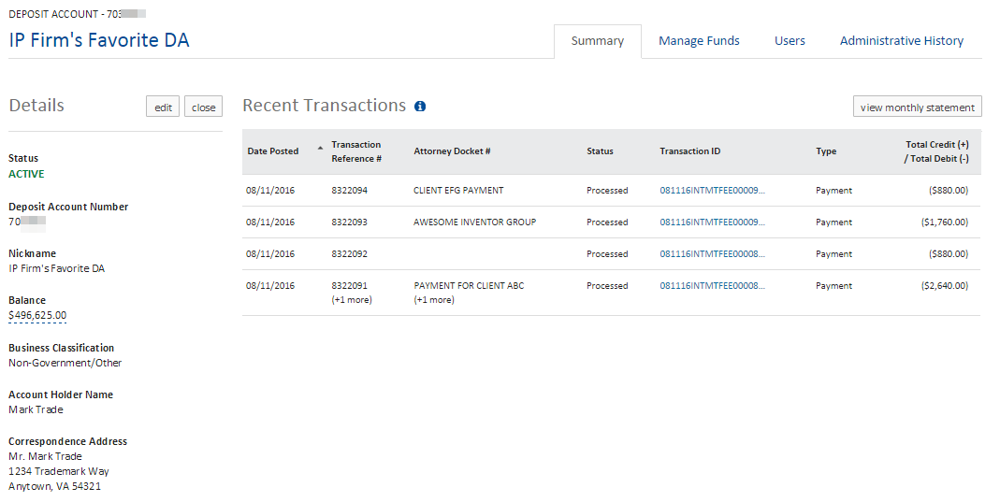 DEPOSIT ACCOUNT - 703
IP Firm's Favorite DA
Summary
Manage Funds
Users
Administrative History
Details
edit
close
Status
ACTIVE
Deposit Account Number
70
Nickname
IP Firm's Favorite DA
Balance
$496,625.00
Business Classification
Non-Government/Other
Account Holder Name
Mark Trade
Correspondence Address
Mr. Mark Trade
1234 Trademark Way
Anytown, VA 54321
Recent Transactions
view monthly statement
Date Posted Transaction Reference # Attorney Docket # Status Transaction ID Type Total Credit (+) / Total Debit (-)
08/11/2016 8322094 CLIENT EFG PAYMENT Processed 081116INTMTFEE00009... Payment ($880.00)
08/11/2016 8322093 AWESOME INVENTOR GROUP Processed 081116INTMTFEE00009... Payment ($1,760.00)
08/11/2016 8322092 Processed 081116INTMTFEE00008... Payment ($880.00)
08/11/2016 8322091 PAYMENT FOR CLIENT ABC Processed 081116INTMTFEE00008... Payment ($2,640.00)
(+1 more) (+1 more)